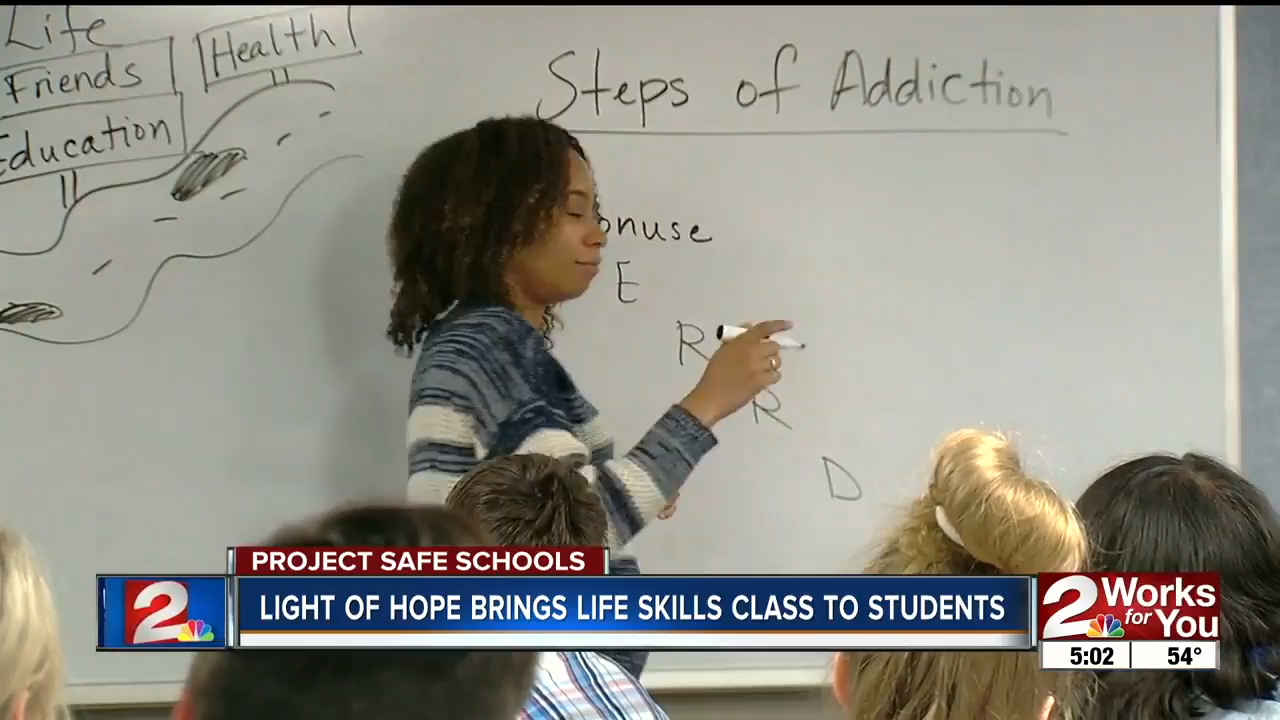 Life
Friends
Health
Education
Steps of Addiction
onuse
E
R
R
D
PROJECT SAFE SCHOOLS
2
LIGHT OF HOPE BRINGS LIFE SKILLS CLASS TO STUDENTS
2 Works
for You
5:02 54°